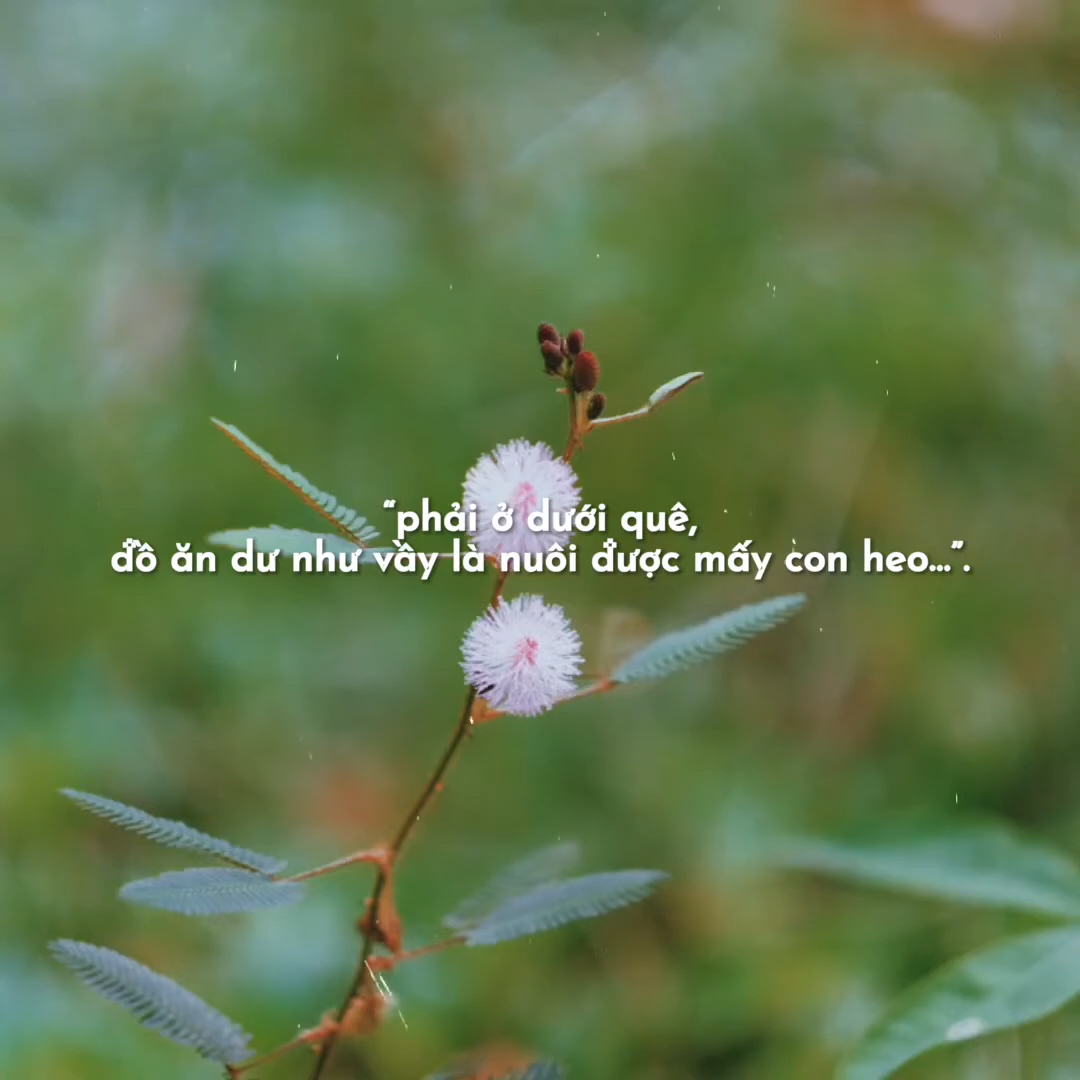 “phải ở dưới quê,
đồ ăn dư như vầy là nuôi được mấy con heo...”.